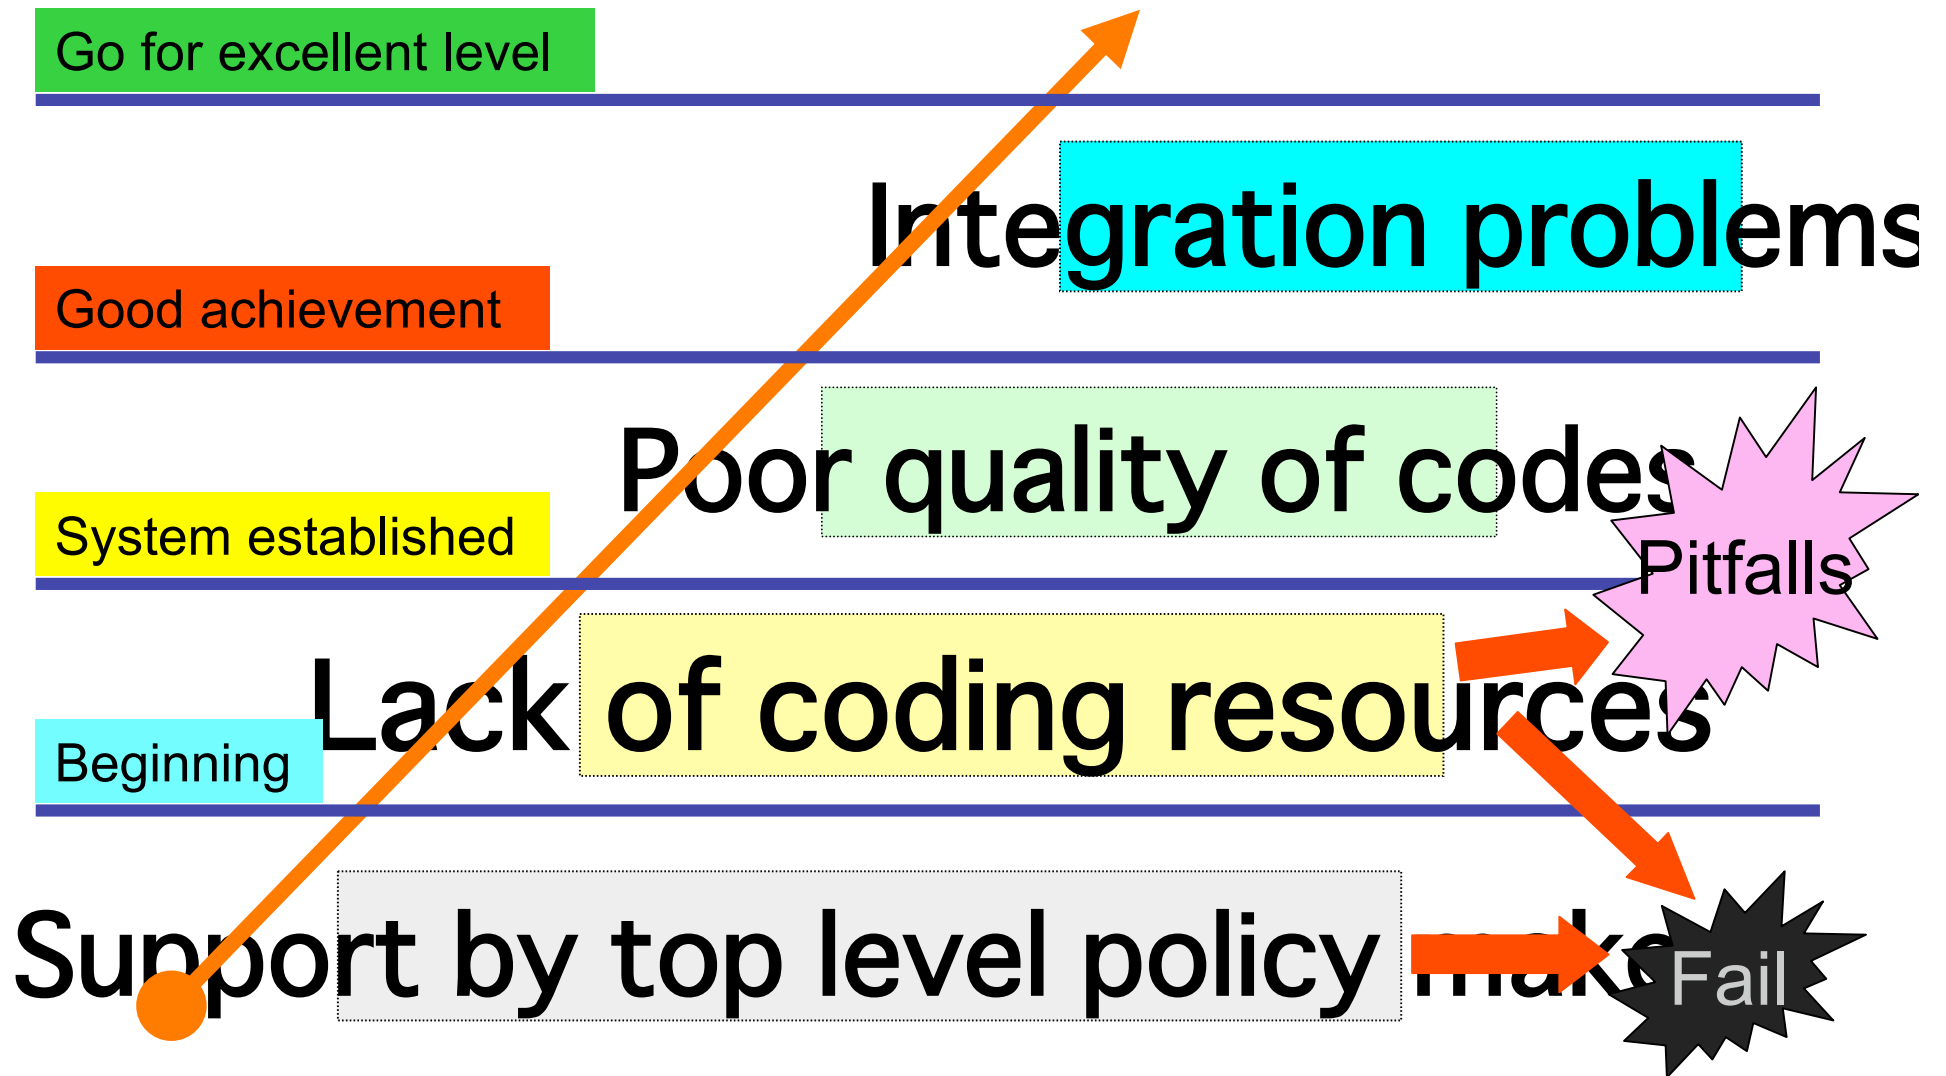 Go for excellent level
Integration problems
Good achievement
Poor quality of codes
System established
Pitfalls
Lack of coding resources
Beginning
Support by top level policy
Fail